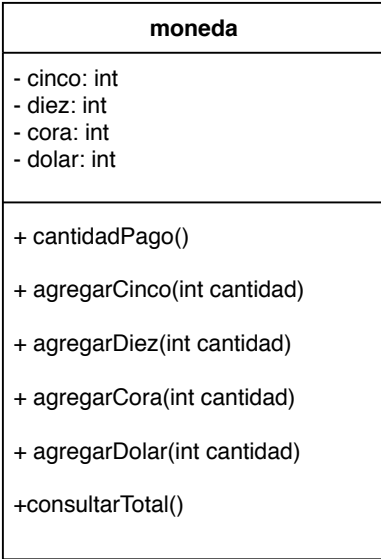 moneda
- cinco: int
- diez: int
- cora: int
- dolar: int
+ cantidadPago()
+ agregarCinco(int cantidad)
+ agregarDiez(int cantidad)
+ agregarCora(int cantidad)
+ agregarDolar(int cantidad)
+consultarTotal()